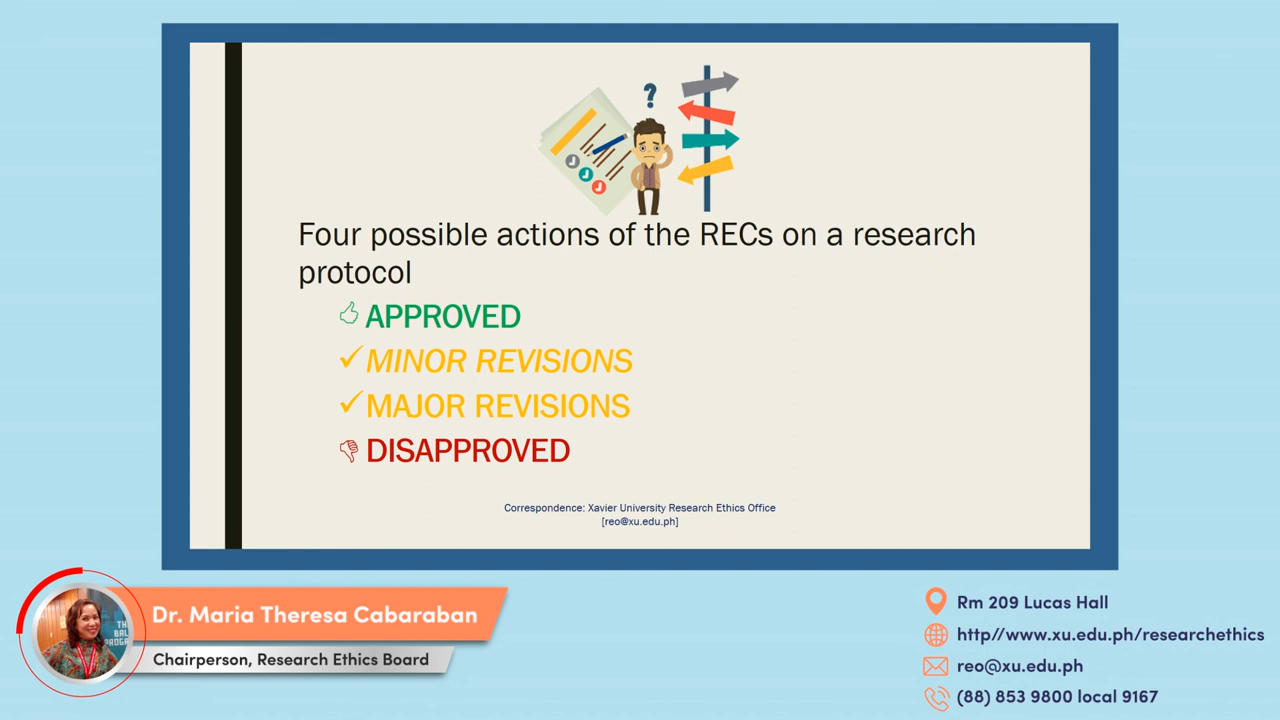 ?
Four possible actions of the RECs on a research
protocol
APPROVED
MINOR REVISIONS
MAJOR REVISIONS
DISAPPROVED
Correspondence: Xavier University Research Ethics Office
[reo@xu.edu.ph]
Dr. Maria Theresa Cabaraban
Chairperson, Research Ethics Board
Rm 209 Lucas Hall
http//www.xu.edu.ph/researchethics
reo@xu.edu.ph
(88) 853 9800 local 9167